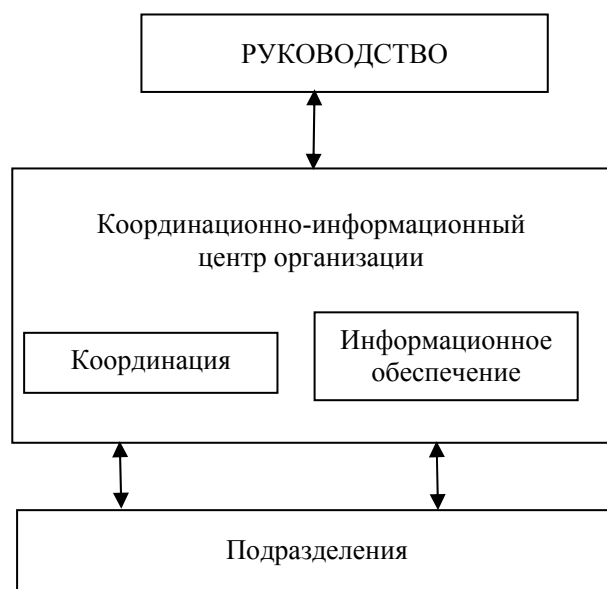 РУКОВОДСТВО
Координационно-информационный
центр организации
Координация
Информационное
обеспечение
Подразделения